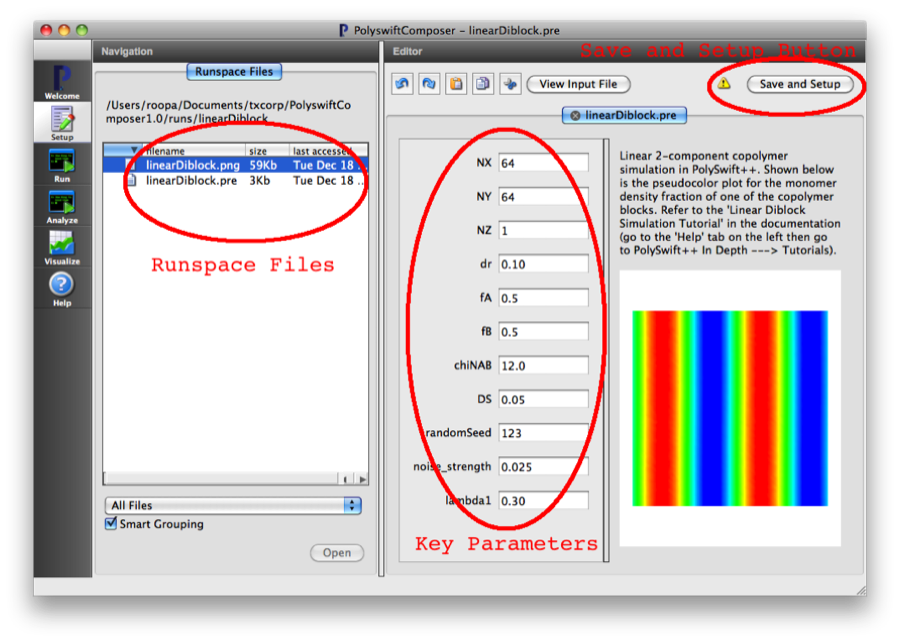 PolyswiftComposer - linearDiblock.pre
Navigation
Editor
Save and Setup Button
Runspace Files
View Input File
Save and Setup
Welcome
Setup
Run
Analyze
Visualize
Help
/Users/roopa/Documents/txcorp/PolyswiftCo
mposer1.0/runs/linearDiblock
filename size last accessed
linearDiblock.png 59Kb Tue Dec 18 ...
linearDiblock.pre 3Kb Tue Dec 18 ...
Runspace Files
All Files
Smart Grouping
Open
linearDiblock.pre
NX 64
NY 64
NZ 1
dr 0.10
fA 0.5
fB 0.5
chiNAB 12.0
DS 0.05
randomSeed 123
noise_strength 0.025
lambda1 0.30
Key Parameters
Linear 2-component copolymer
simulation in PolySwift++. Shown below
is the pseudocolor plot for the monomer
density fraction of one of the copolymer
blocks. Refer to the 'Linear Diblock
Simulation Tutorial' in the documentation
(go to the 'Help' tab on the left then go
to PolySwift++ In Depth ---> Tutorials).